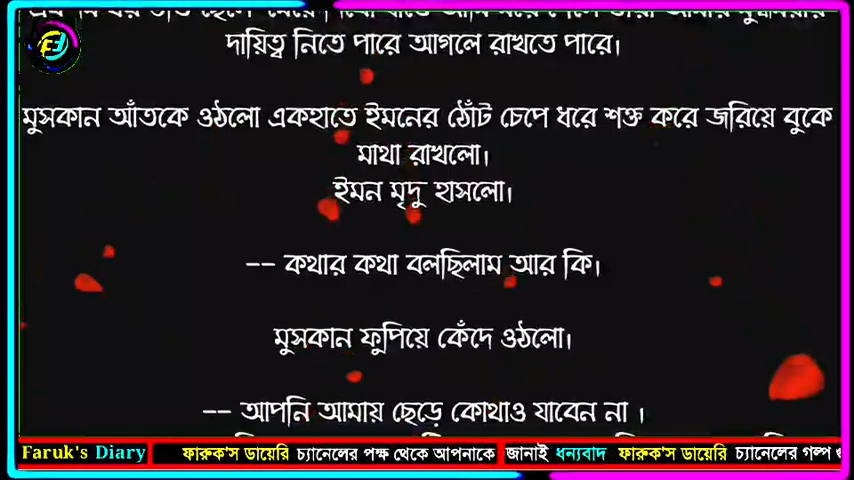 দায়িত্ব নিতে পারে আগলে রাখতে পারে।
মুসকান আঁতকে ওঠলো একহাতে ইমনের ঠোঁট চেপে ধরে শক্ত করে জরিয়ে বুকে
মাথা রাখলো।
ইমন মৃদু হাসলো।
-- কথার কথা বলছিলাম আর কি।
মুসকান ফুপিয়ে কেঁদে ওঠলো।
-- আপনি আমায় ছেড়ে কোথাও যাবেন না ।
Faruk's Diary ফারুক'স ডায়েরি চ্যানেলের পক্ষ থেকে আপনাকে জানাই ধন্যবাদ ফারুক'স ডায়েরি চ্যানেলের গল্প